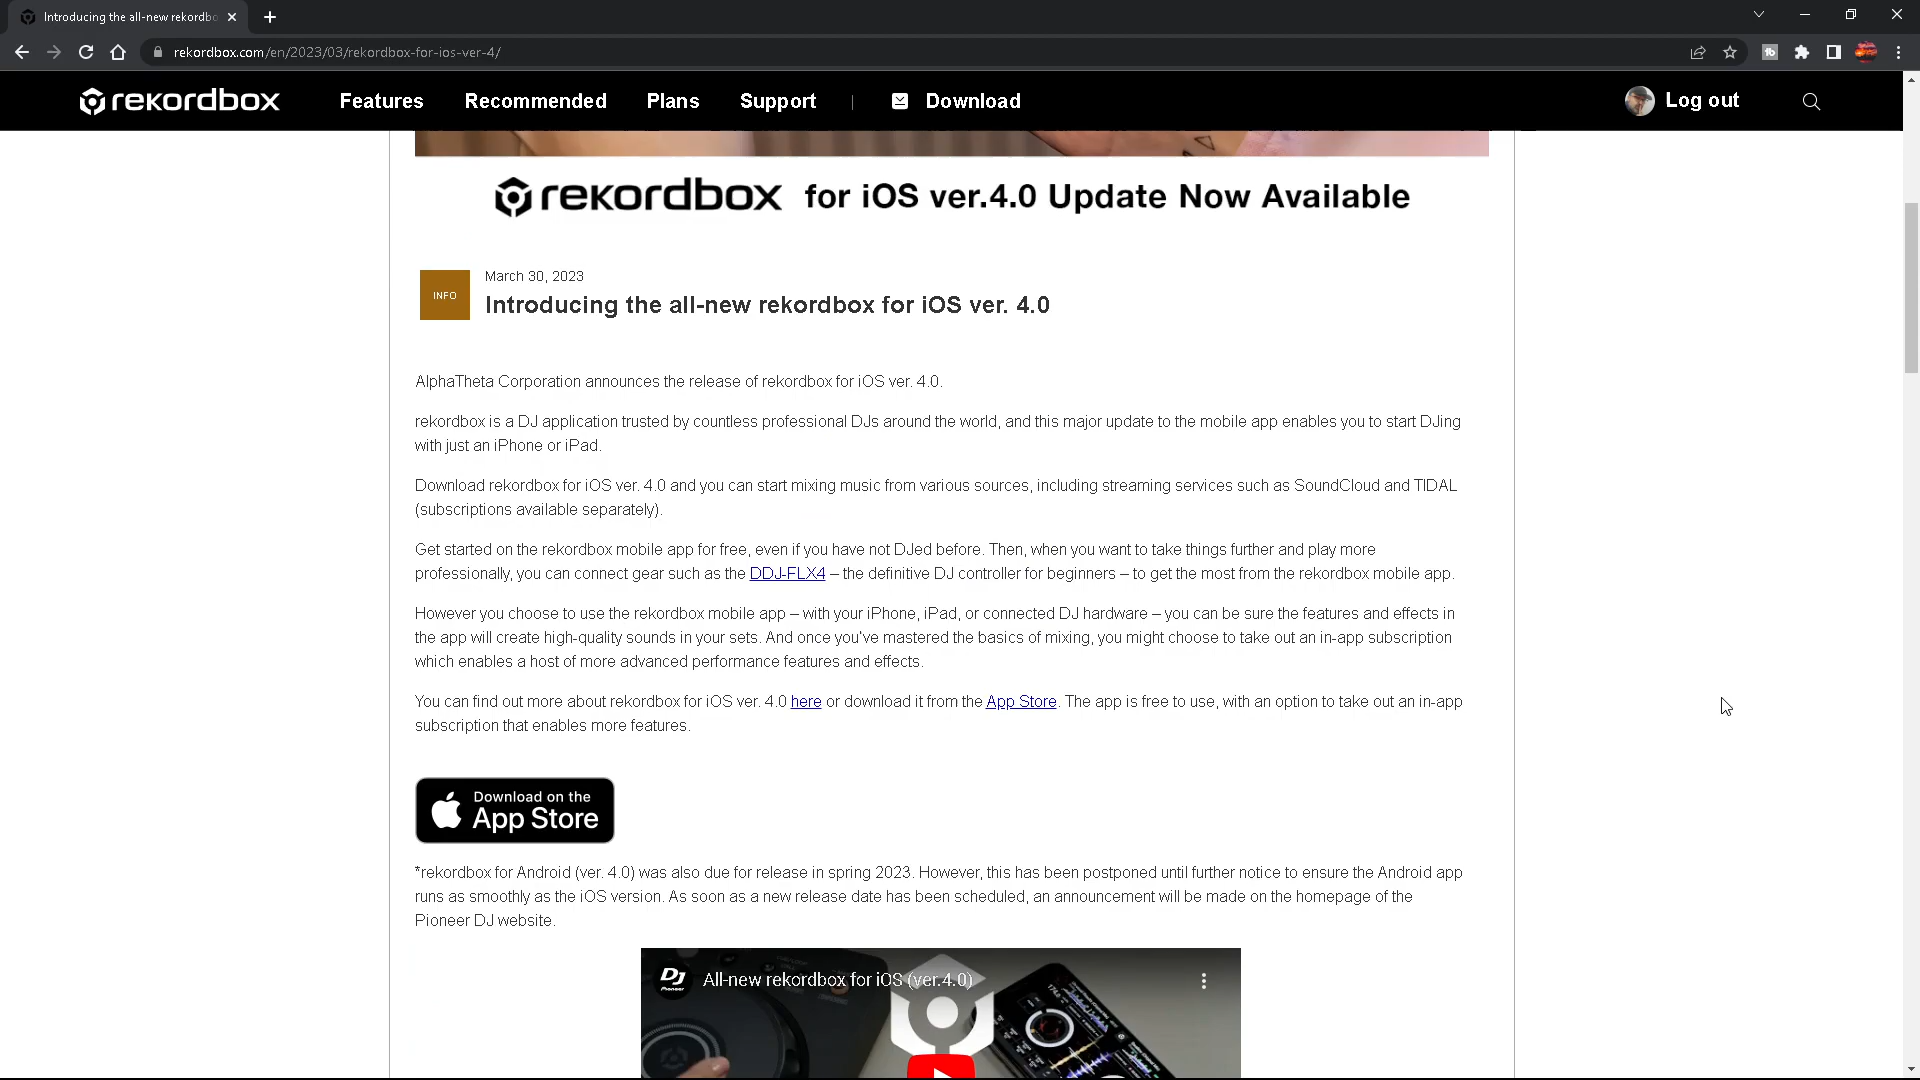 Introducing the all-new rekordbo
rekordbox.com/en/2023/03/rekordbox-for-ios-ver-4/
rekordbox Features Recommended Plans Support | Download Log out
rekordbox for iOS ver.4.0 Update Now Available
March 30, 2023
INFO
Introducing the all-new rekordbox for iOS ver. 4.0
AlphaTheta Corporation announces the release of rekordbox for iOS ver. 4.0.
rekordbox is a DJ application trusted by countless professional DJs around the world, and this major update to the mobile app enables you to start DJing
with just an iPhone or iPad.
Download rekordbox for iOS ver. 4.0 and you can start mixing music from various sources, including streaming services such as SoundCloud and TIDAL
(subscriptions available separately).
Get started on the rekordbox mobile app for free, even if you have not DJed before. Then, when you want to take things further and play more
professionally, you can connect gear such as the DDJ-FLX4 – the definitive DJ controller for beginners – to get the most from the rekordbox mobile app.
However you choose to use the rekordbox mobile app – with your iPhone, iPad, or connected DJ hardware – you can be sure the features and effects in
the app will create high-quality sounds in your sets. And once you've mastered the basics of mixing, you might choose to take out an in-app subscription
which enables a host of more advanced performance features and effects.
You can find out more about rekordbox for iOS ver. 4.0 here or download it from the App Store. The app is free to use, with an option to take out an in-app
subscription that enables more features.
Download on the
App Store
*rekordbox for Android (ver. 4.0) was also due for release in spring 2023. However, this has been postponed until further notice to ensure the Android app
runs as smoothly as the iOS version. As soon as a new release date has been scheduled, an announcement will be made on the homepage of the
Pioneer DJ website.
DJ
Pioneer
All-new rekordbox for iOS (ver.4.0)